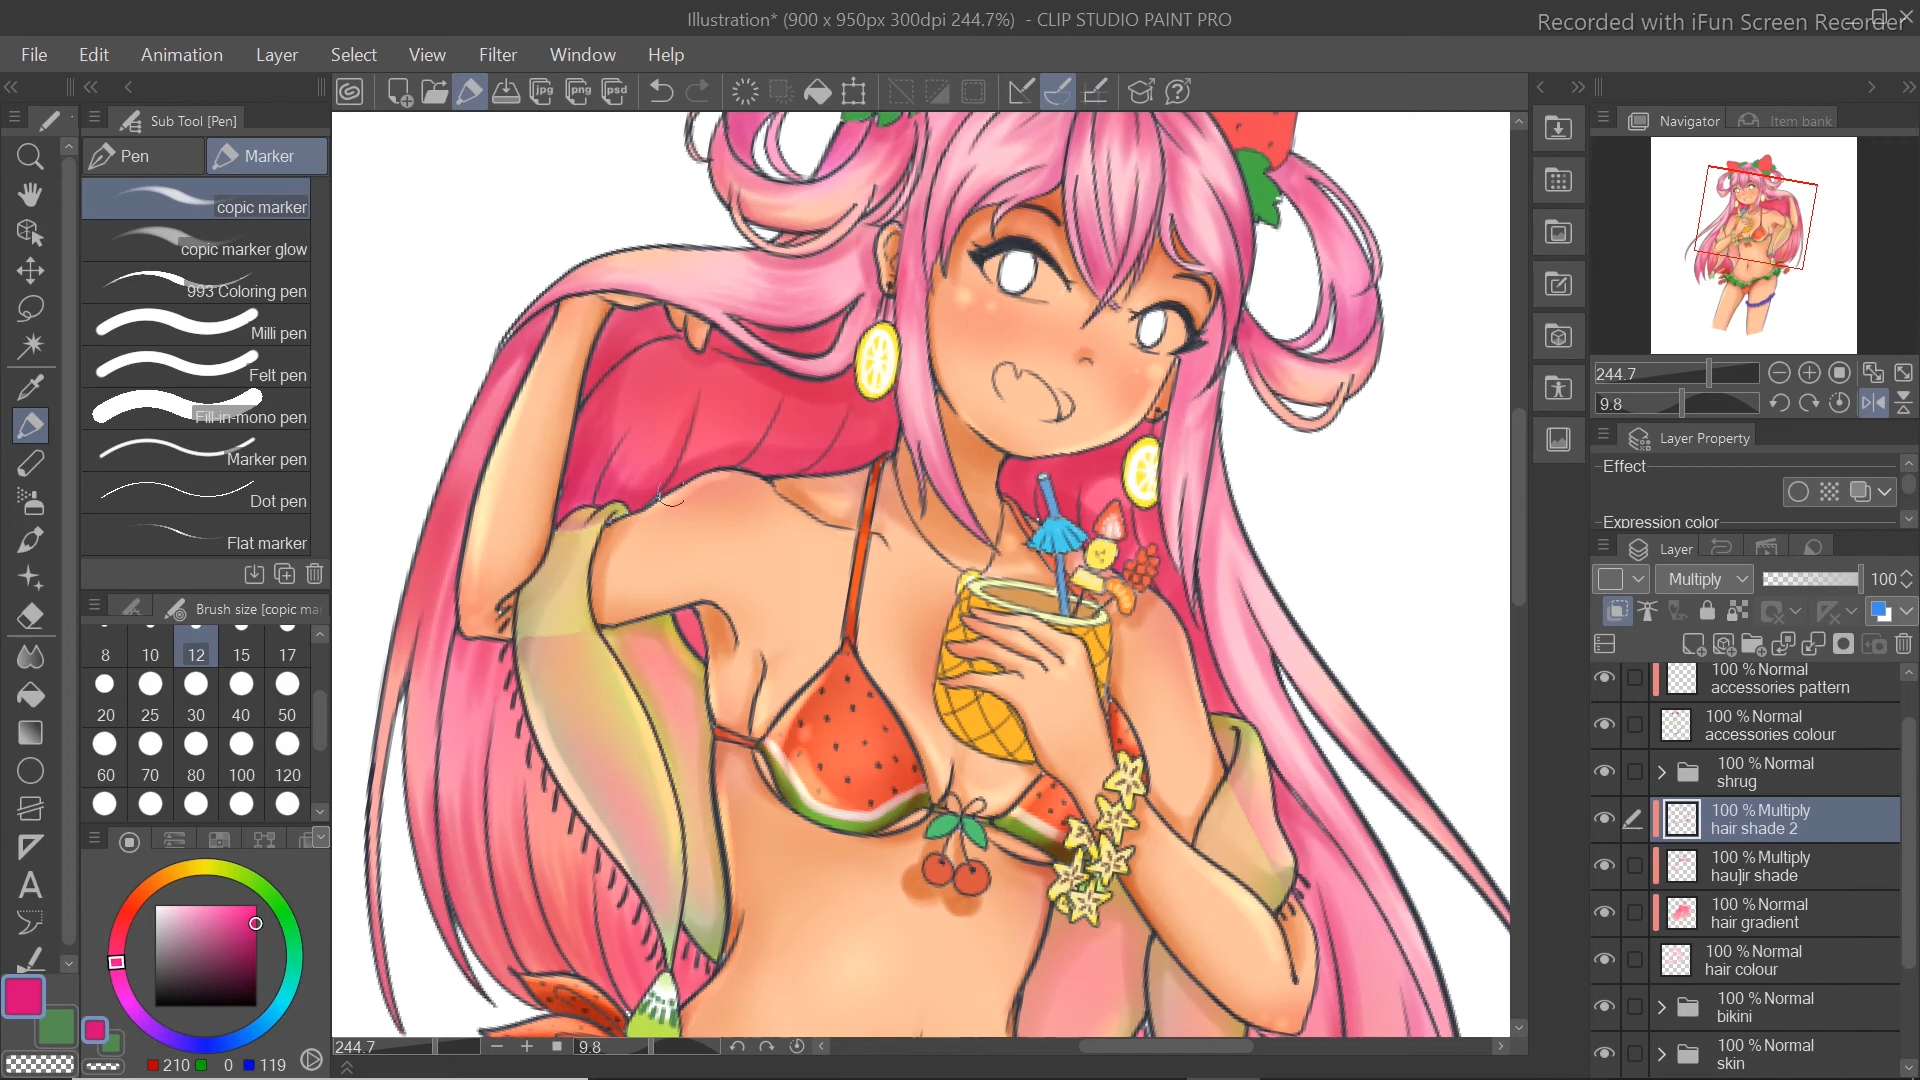 Illustration* (900 x 950px 300dpi 244.7%) - CLIP STUDIO PAINT PRO
Recorded with iFun Screen Recorder
File Edit Animation Layer Select View Filter Window Help
Sub Tool [Pen]
Pen Marker
copic marker
copic marker glow
993 Coloring pen
Milli pen
Felt pen
Fill-in-mono pen
Marker pen
Dot pen
Flat marker
Brush size [copic ma
8 10 12 15 17
20 25 30 40 50
60 70 80 100 120
210 0 119
jpg png psd
244.7 9.8
Navigator Item bank
244.7
9.8
Layer Property
Effect
Expression color
Layer
Multiply 100
100 % Normal
accessories pattern
100 % Normal
accessories colour
100 % Normal
shrug
100 % Multiply
hair shade 2
100 % Multiply
hau]ir shade
100 % Normal
hair gradient
100 % Normal
hair colour
100 % Normal
bikini
100 % Normal
skin